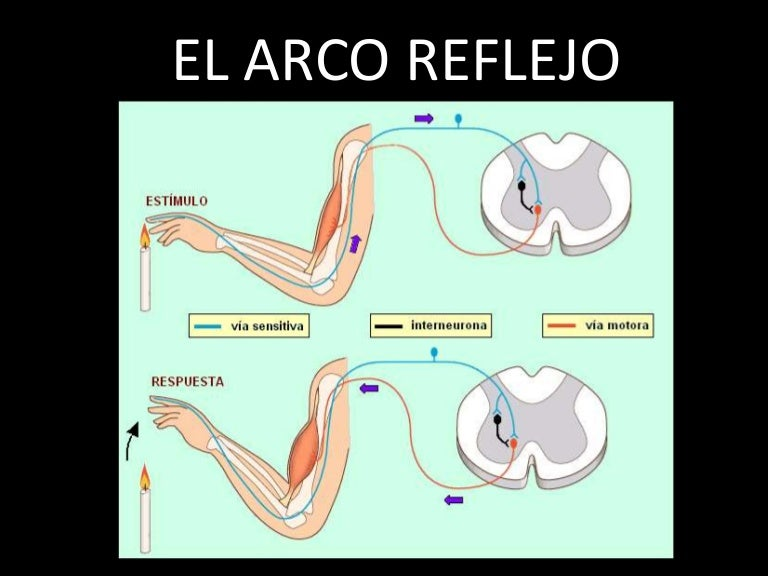 EL ARCO REFLEJO
ESTÍMULO
vía sensitiva
interneurona
vía motora
RESPUESTA